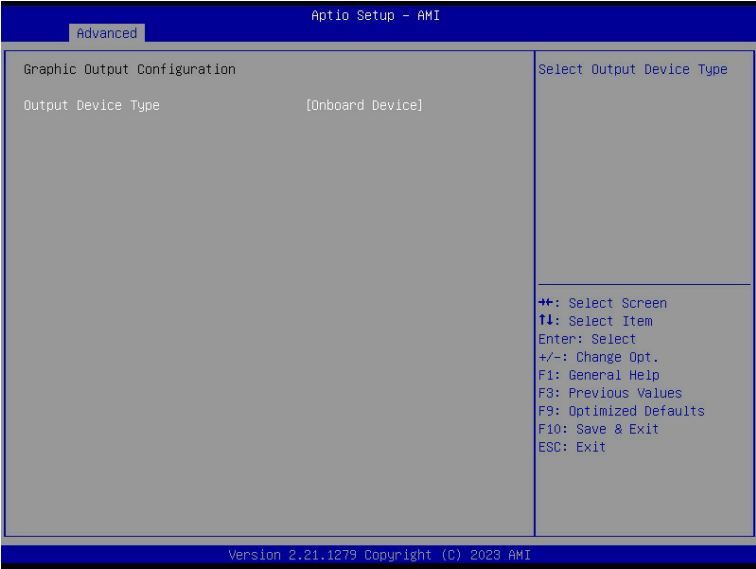 Aptio Setup – AMI
Advanced
Graphic Output Configuration
Output Device Type [Onboard Device]
Select Output Device Type
→←: Select Screen
↑↓: Select Item
Enter: Select
+/-: Change Opt.
F1: General Help
F3: Previous Values
F9: Optimized Defaults
F10: Save & Exit
ESC: Exit
Version 2.21.1279 Copyright (C) 2023 AMI